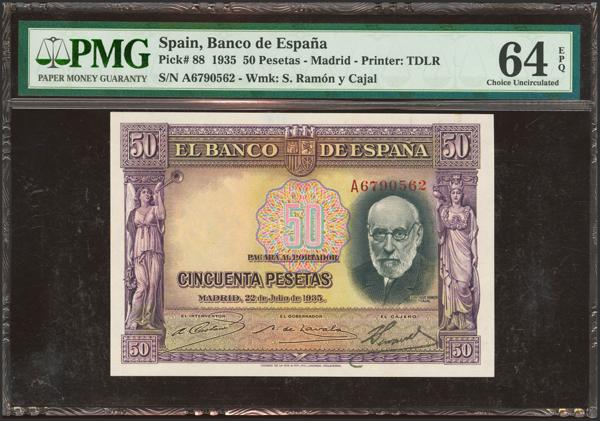 PMG
PAPER MONEY GUARANTY
Spain, Banco de España
Pick# 88 1935 50 Pesetas - Madrid - Printer: TDLR
S/N A6790562 - Wmk: S. Ramón y Cajal
64 EPQ
Choice Uncirculated
50 50
EL BANCO DE ESPAÑA
A6790562
50
PAGARÁ AL PORTADOR
CINCUENTA PESETAS
MADRID, 22 de Julio de 1935.
EL INTERVENTOR EL GOBERNADOR EL CAJERO
50 50